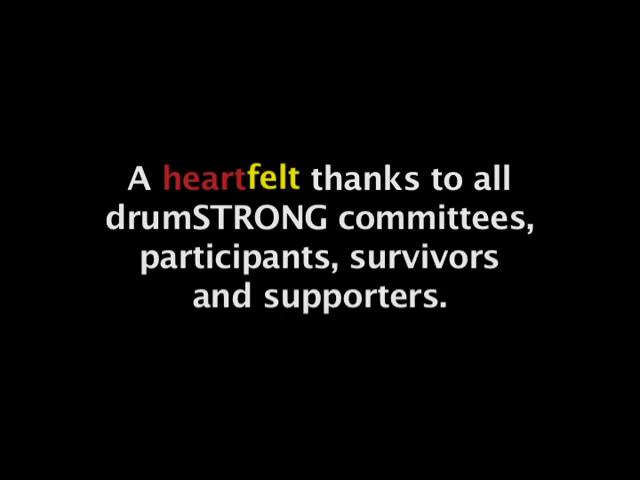 A heartfelt thanks to all
drumSTRONG committees,
participants, survivors
and supporters.